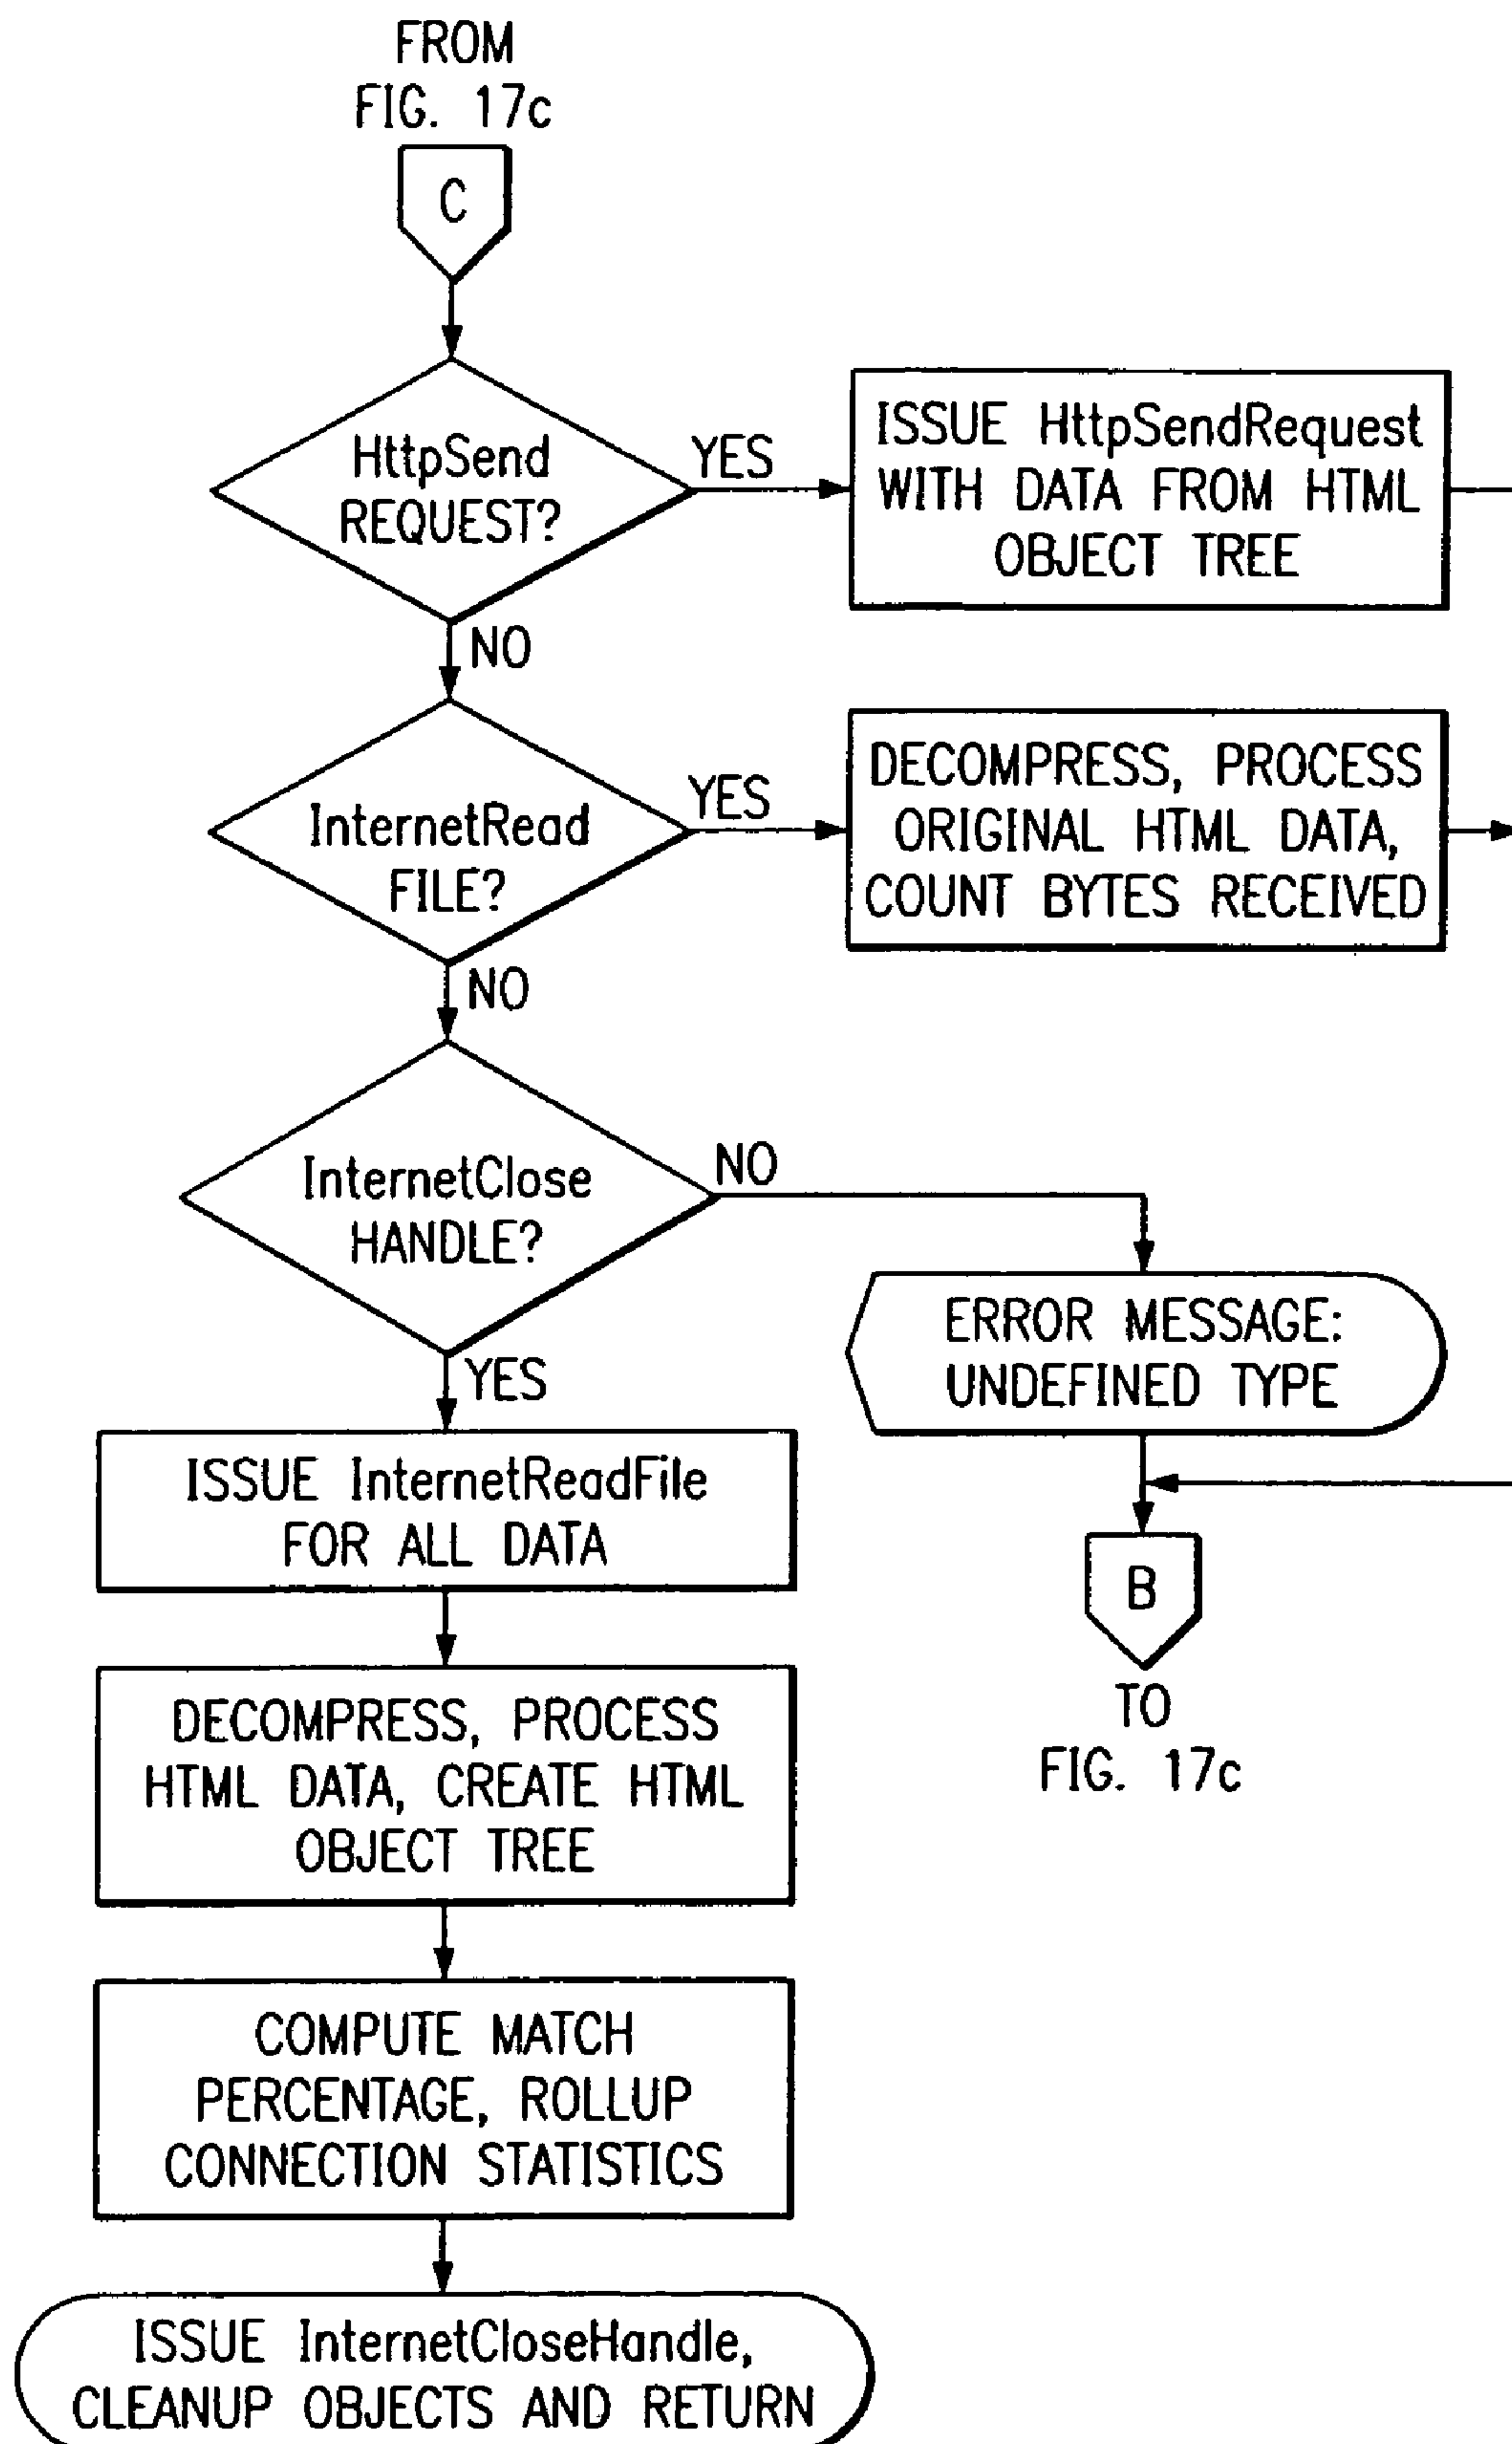 FROM
FIG. 17c
C
HttpSend
REQUEST?
YES
ISSUE HttpSendRequest
WITH DATA FROM HTML
OBJECT TREE
NO
InternetRead
FILE?
YES
DECOMPRESS, PROCESS
ORIGINAL HTML DATA,
COUNT BYTES RECEIVED
NO
InternetClose
HANDLE?
NO
ERROR MESSAGE:
UNDEFINED TYPE
B
TO
FIG. 17c
YES
ISSUE InternetReadFile
FOR ALL DATA
DECOMPRESS, PROCESS
HTML DATA, CREATE HTML
OBJECT TREE
COMPUTE MATCH
PERCENTAGE, ROLLUP
CONNECTION STATISTICS
ISSUE InternetCloseHandle,
CLEANUP OBJECTS AND RETURN